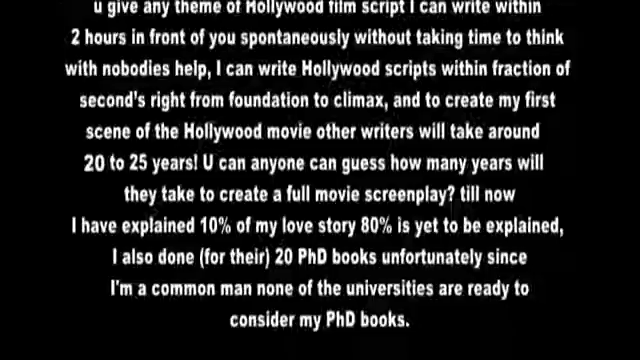 u give any theme of Hollywood film script I can write within
2 hours in front of you spontaneously without taking time to think
with nobodies help, I can write Hollywood scripts within fraction of
second's right from foundation to climax, and to create my first
scene of the Hollywood movie other writers will take around
20 to 25 years! U can anyone can guess how many years will
they take to create a full movie screenplay? till now
I have explained 10% of my love story 80% is yet to be explained,
I also done (for their) 20 PhD books unfortunately since
I'm a common man none of the universities are ready to
consider my PhD books.